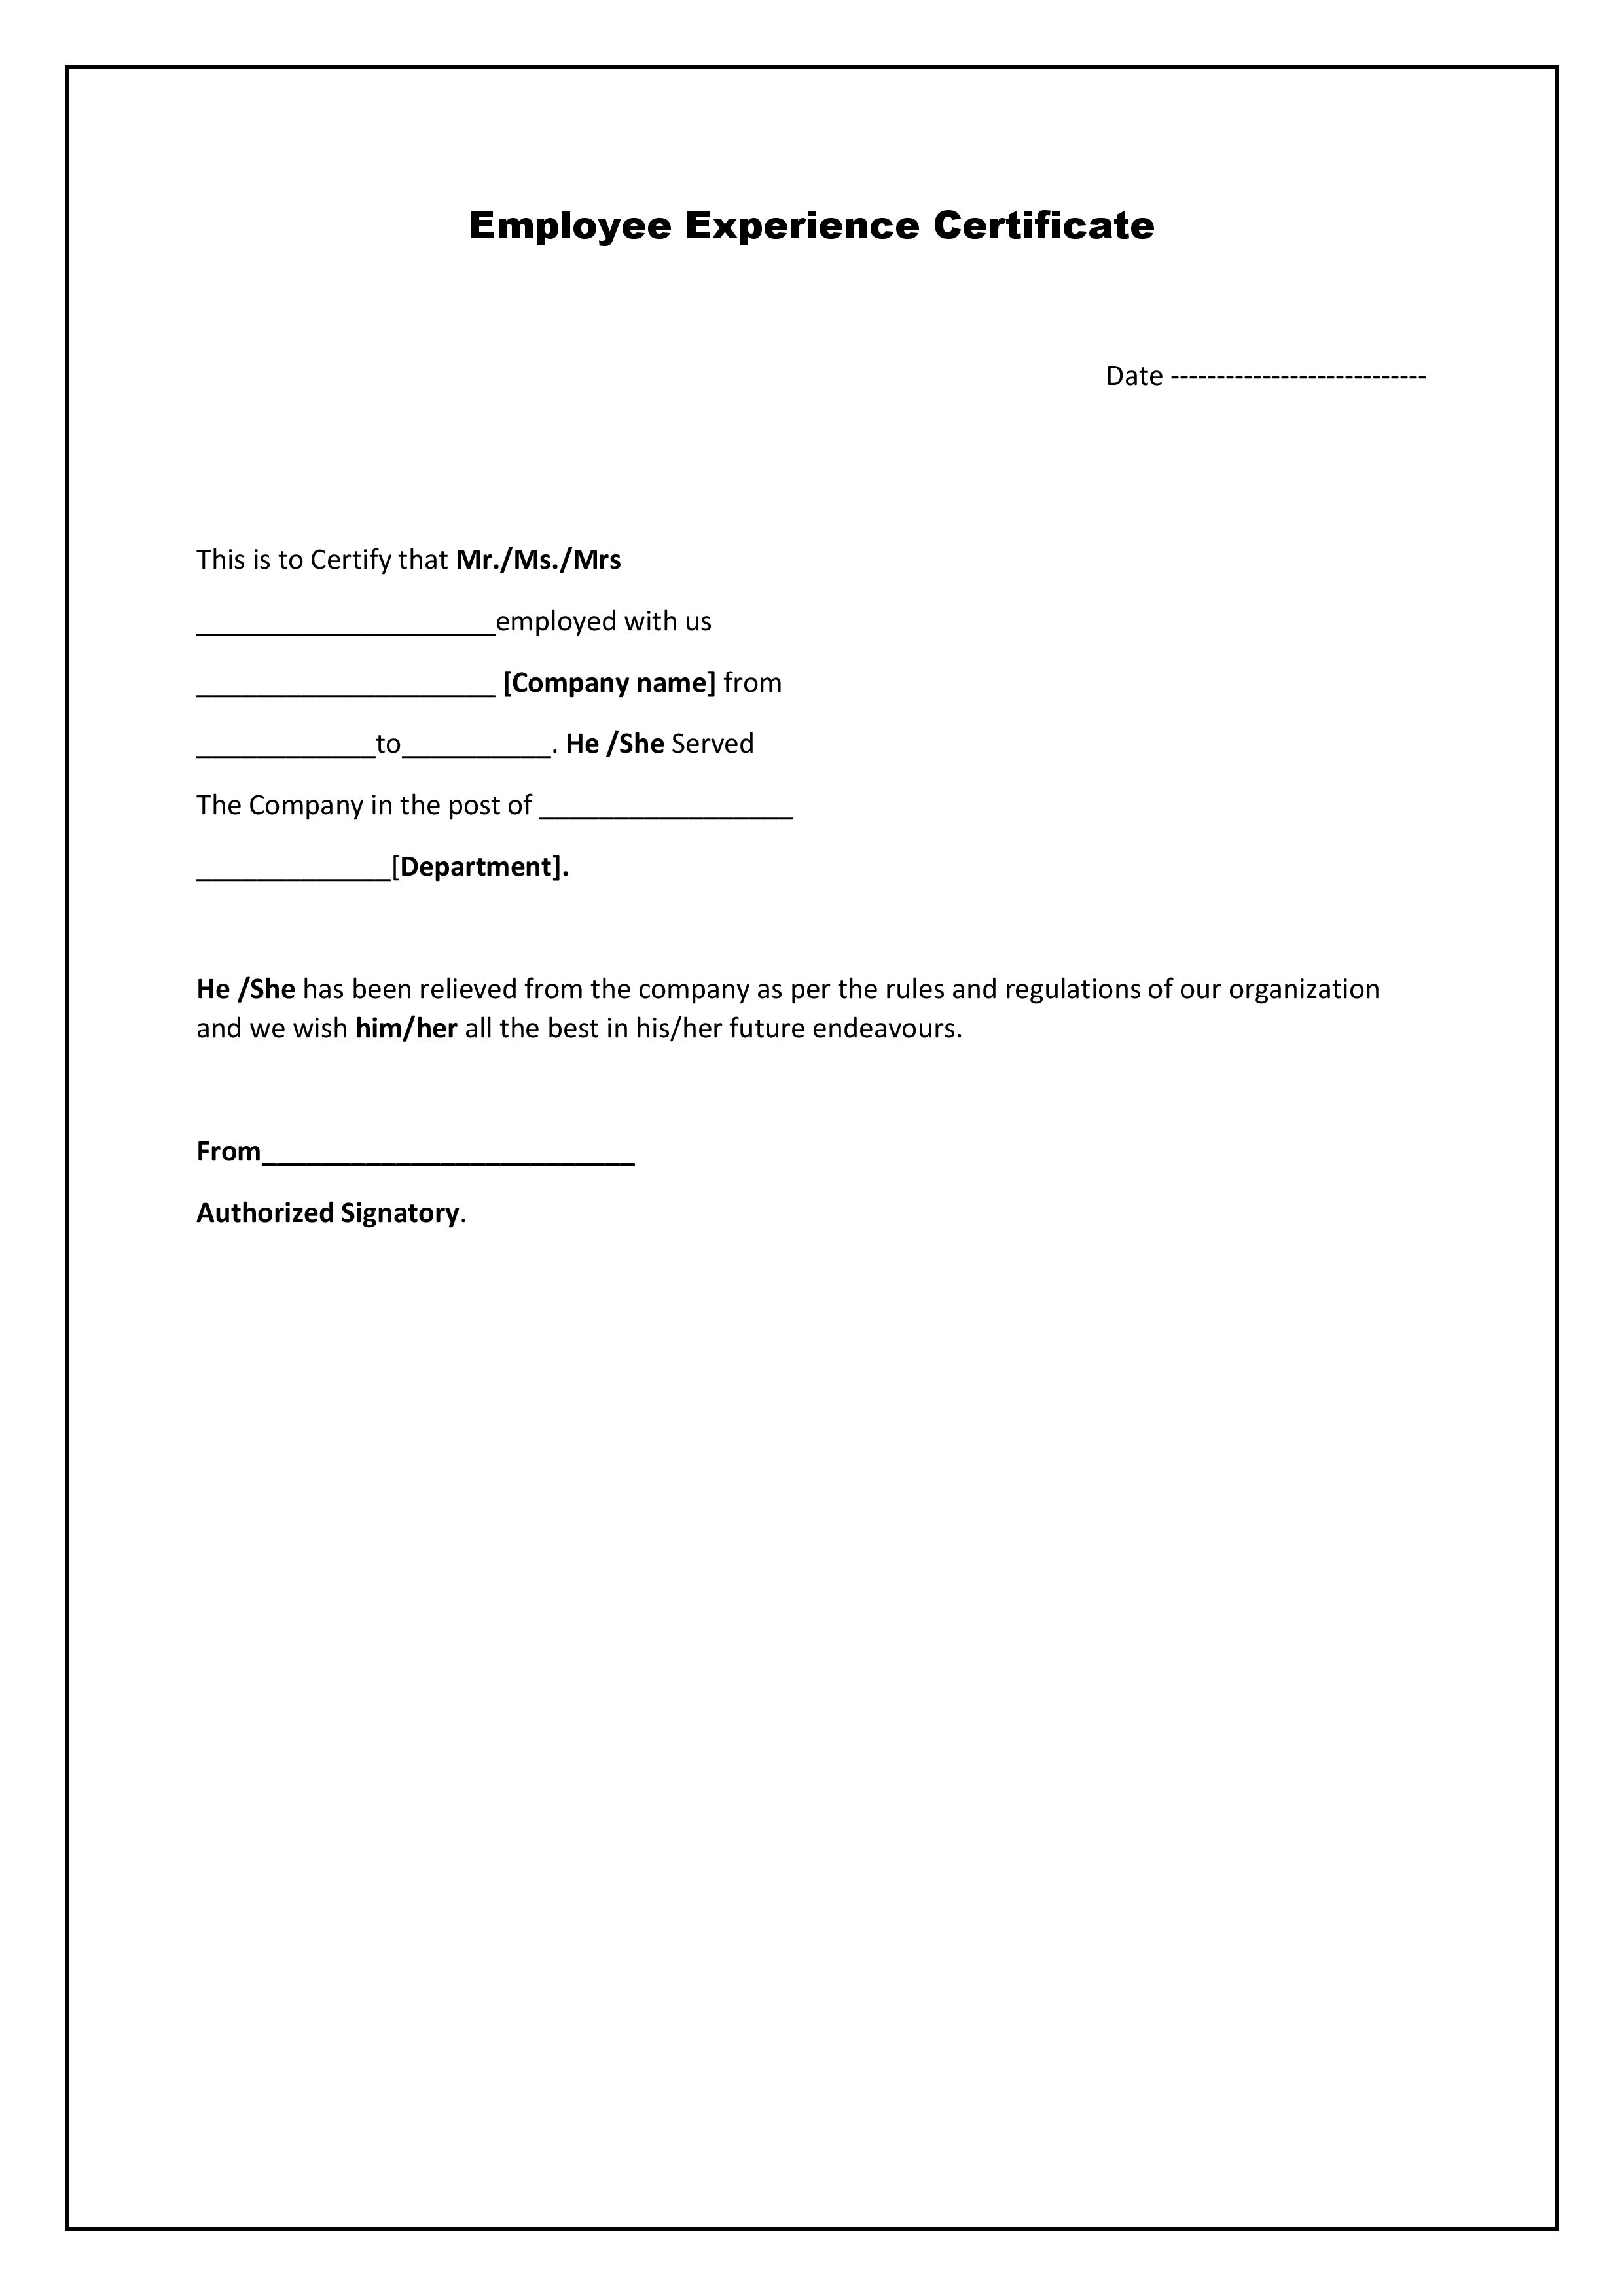 Employee Experience Certificate
Date ----------------------------
This is to Certify that Mr./Ms./Mrs
____________________employed with us
____________________ [Company name] from
____________to__________. He /She Served
The Company in the post of _________________
_____________[Department].
He /She has been relieved from the company as per the rules and regulations of our organization
and we wish him/her all the best in his/her future endeavours.
From_________________________
Authorized Signatory.